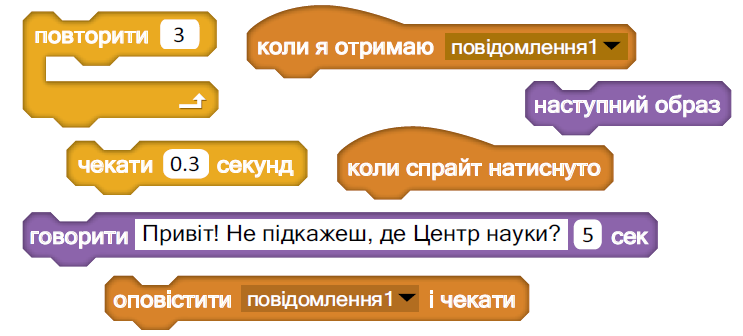 повторити 3
коли я отримаю повідомлення1
наступний образ
чекати 0.3 секунд
коли спрайт натиснуто
говорити Привіт! Не підкажеш, де Центр науки? 5 сек
оповістити повідомлення1 і чекати